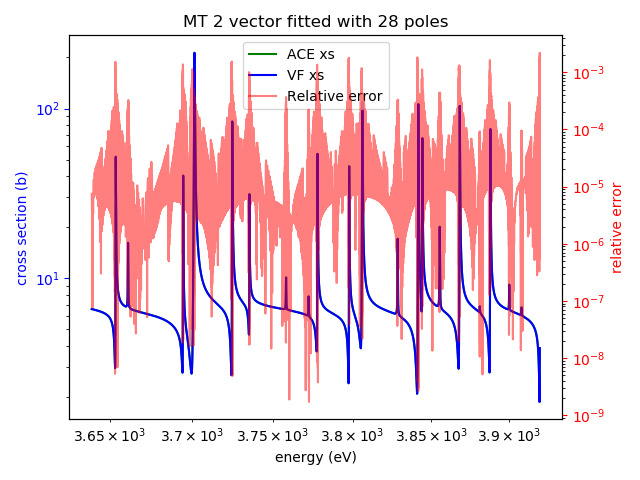 MT 2 vector fitted with 28 poles
ACE xs
VF xs
Relative error
cross section (b)
10²
10¹
relative error
10⁻³
10⁻⁴
10⁻⁵
10⁻⁶
10⁻⁷
10⁻⁸
10⁻⁹
3.65 × 10³ 3.7 × 10³ 3.75 × 10³ 3.8 × 10³ 3.85 × 10³ 3.9 × 10³
energy (eV)